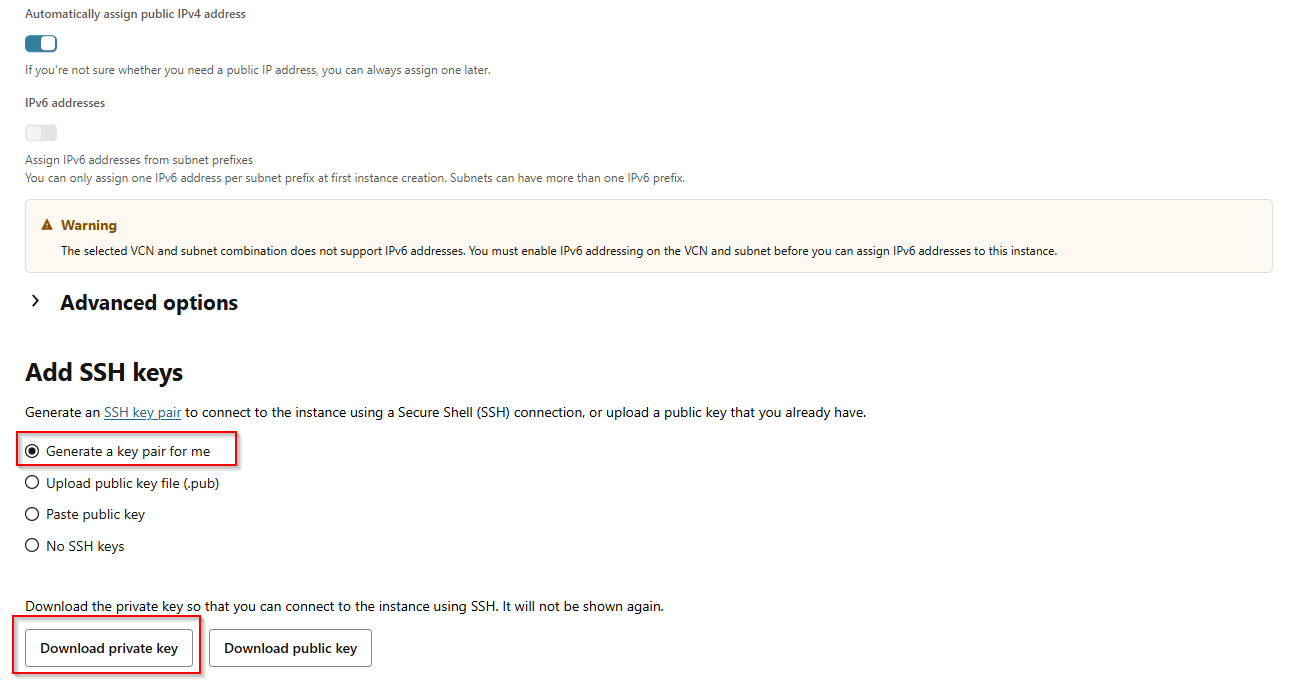 Automatically assign public IPv4 address
If you're not sure whether you need a public IP address, you can always assign one later.
IPv6 addresses
Assign IPv6 addresses from subnet prefixes
You can only assign one IPv6 address per subnet prefix at first instance creation. Subnets can have more than one IPv6 prefix.
Warning
The selected VCN and subnet combination does not support IPv6 addresses. You must enable IPv6 addressing on the VCN and subnet before you can assign IPv6 addresses to this instance.
Advanced options
Add SSH keys
Generate an SSH key pair to connect to the instance using a Secure Shell (SSH) connection, or upload a public key that you already have.
Generate a key pair for me
Upload public key file (.pub)
Paste public key
No SSH keys
Download the private key so that you can connect to the instance using SSH. It will not be shown again.
Download private key Download public key